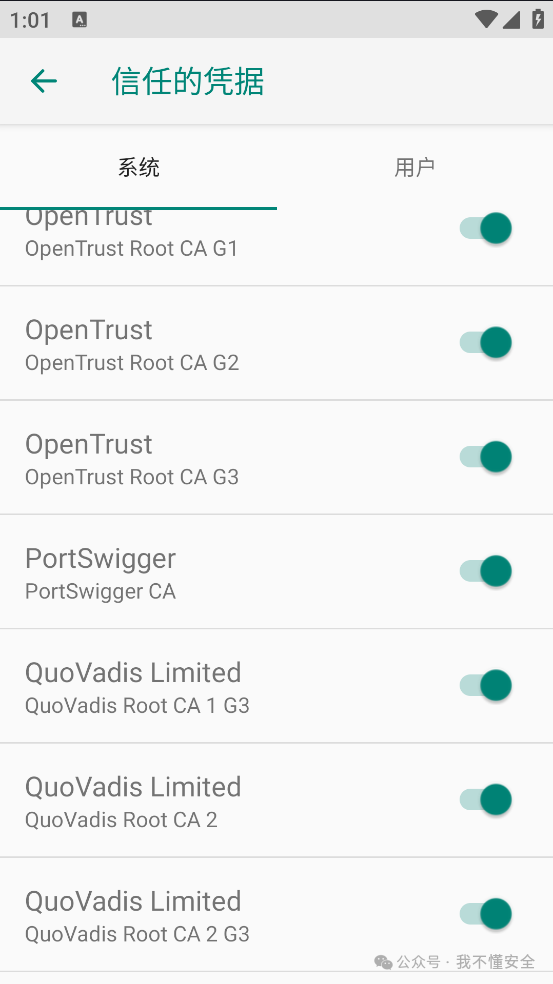 1:01 A
信任的凭据
系统 用户
OpenTrust
OpenTrust Root CA G1
OpenTrust
OpenTrust Root CA G2
OpenTrust
OpenTrust Root CA G3
PortSwigger
PortSwigger CA
QuoVadis Limited
QuoVadis Root CA 1 G3
QuoVadis Limited
QuoVadis Root CA 2
QuoVadis Limited
QuoVadis Root CA 2 G3
公众号 · 我不懂安全